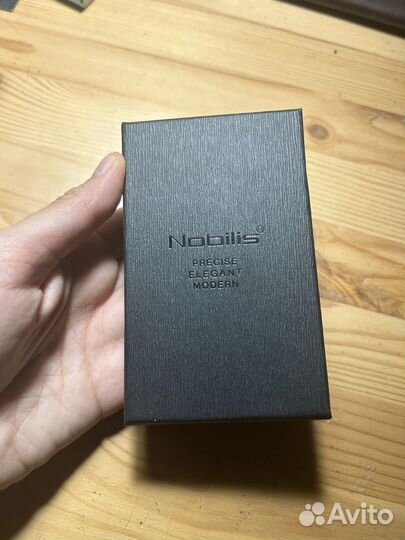 Nobilis®
PRECISE
ELEGANT
MODERN
Avito